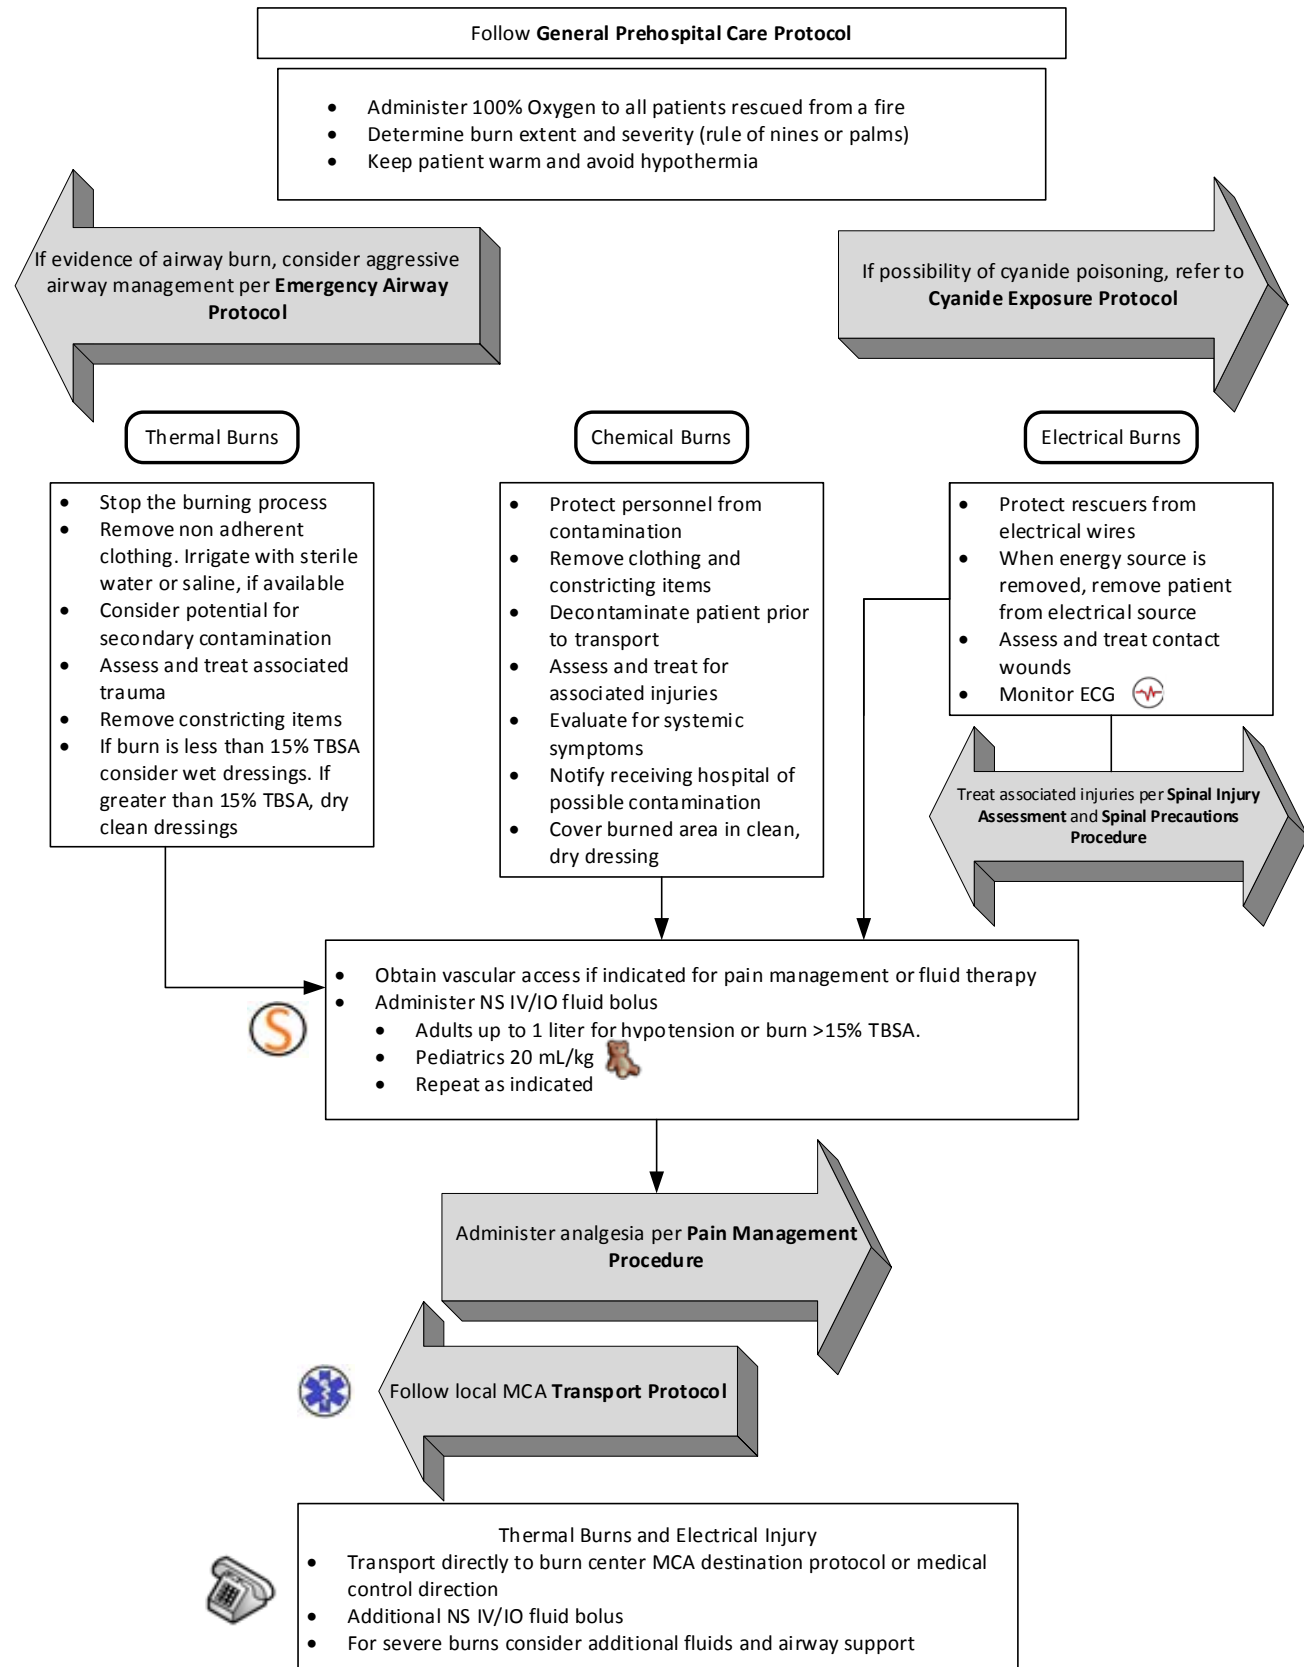 Follow General Prehospital Care Protocol
• Administer 100% Oxygen to all patients rescued from a fire
• Determine burn extent and severity (rule of nines or palms)
• Keep patient warm and avoid hypothermia
If evidence of airway burn, consider aggressive
airway management per Emergency Airway
Protocol
If possibility of cyanide poisoning, refer to
Cyanide Exposure Protocol
Thermal Burns
• Stop the burning process
• Remove non adherent
clothing. Irrigate with sterile
water or saline, if available
• Consider potential for
secondary contamination
• Assess and treat associated
trauma
• Remove constricting items
• If burn is less than 15% TBSA
consider wet dressings. If
greater than 15% TBSA, dry
clean dressings
Chemical Burns
• Protect personnel from
contamination
• Remove clothing and
constricting items
• Decontaminate patient prior
to transport
• Assess and treat for
associated injuries
• Evaluate for systemic
symptoms
• Notify receiving hospital of
possible contamination
• Cover burned area in clean,
dry dressing
Electrical Burns
• Protect rescuers from
electrical wires
• When energy source is
removed, remove patient
from electrical source
• Assess and treat contact
wounds
• Monitor ECG
Treat associated injuries per Spinal Injury
Assessment and Spinal Precautions
Procedure
S
• Obtain vascular access if indicated for pain management or fluid therapy
• Administer NS IV/IO fluid bolus
• Adults up to 1 liter for hypotension or burn >15% TBSA.
• Pediatrics 20 mL/kg
• Repeat as indicated
Administer analgesia per Pain Management
Procedure
Follow local MCA Transport Protocol
Thermal Burns and Electrical Injury
• Transport directly to burn center MCA destination protocol or medical
control direction
• Additional NS IV/IO fluid bolus
• For severe burns consider additional fluids and airway support